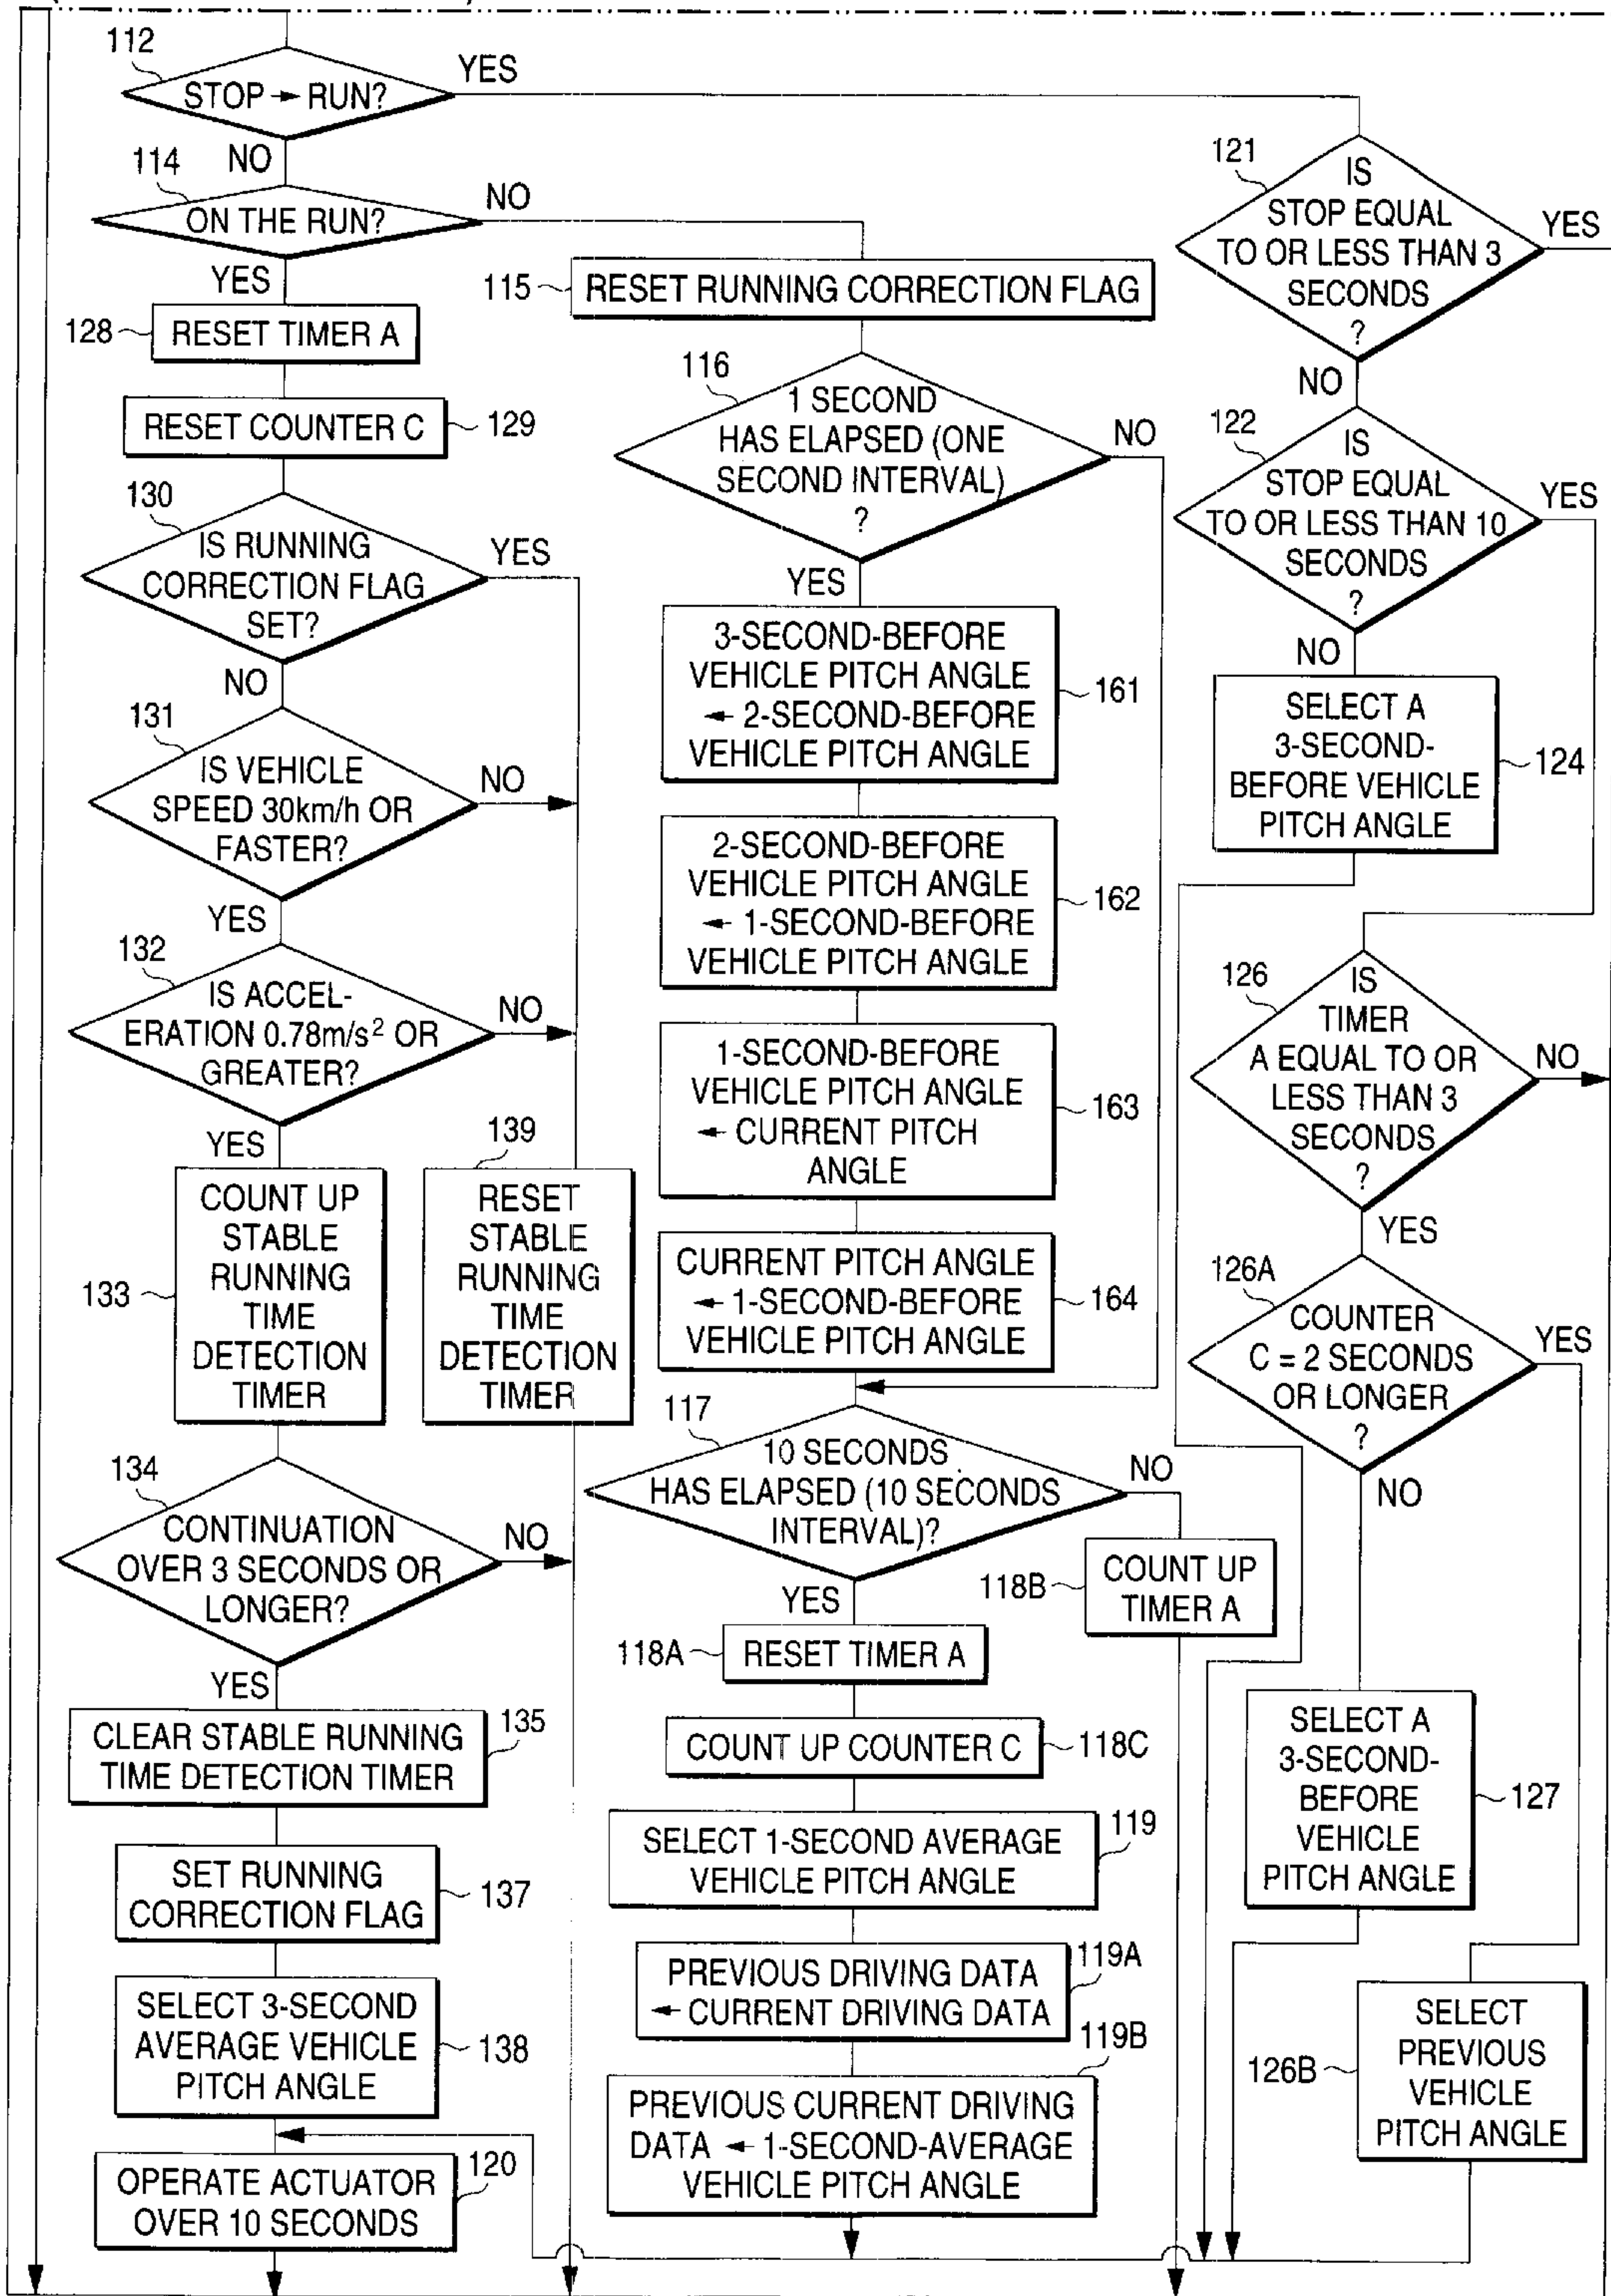 112
STOP → RUN?
YES
NO
114
ON THE RUN?
NO
YES
128
RESET TIMER A
RESET COUNTER C
129
130
IS RUNNING
CORRECTION FLAG
SET?
YES
NO
131
IS VEHICLE
SPEED 30km/h OR
FASTER?
NO
YES
132
IS ACCEL-
ERATION 0.78m/s² OR
GREATER?
NO
YES
133
COUNT UP
STABLE
RUNNING
TIME
DETECTION
TIMER
139
RESET
STABLE
RUNNING
TIME
DETECTION
TIMER
134
CONTINUATION
OVER 3 SECONDS OR
LONGER?
NO
YES
CLEAR STABLE RUNNING
TIME DETECTION TIMER
135
SET RUNNING
CORRECTION FLAG
137
SELECT 3-SECOND
AVERAGE VEHICLE
PITCH ANGLE
138
OPERATE ACTUATOR
OVER 10 SECONDS
120
115
RESET RUNNING CORRECTION FLAG
116
1 SECOND
HAS ELAPSED (ONE
SECOND INTERVAL)
?
NO
YES
3-SECOND-BEFORE
VEHICLE PITCH ANGLE
← 2-SECOND-BEFORE
VEHICLE PITCH ANGLE
161
2-SECOND-BEFORE
VEHICLE PITCH ANGLE
← 1-SECOND-BEFORE
VEHICLE PITCH ANGLE
162
1-SECOND-BEFORE
VEHICLE PITCH ANGLE
← CURRENT PITCH
ANGLE
163
CURRENT PITCH ANGLE
← 1-SECOND-BEFORE
VEHICLE PITCH ANGLE
164
117
10 SECONDS
HAS ELAPSED (10 SECONDS
INTERVAL)?
NO
YES
118B
COUNT UP
TIMER A
118A
RESET TIMER A
COUNT UP COUNTER C
118C
SELECT 1-SECOND AVERAGE
VEHICLE PITCH ANGLE
119
PREVIOUS DRIVING DATA
← CURRENT DRIVING DATA
119A
PREVIOUS CURRENT DRIVING
DATA ← 1-SECOND-AVERAGE
VEHICLE PITCH ANGLE
119B
121
IS
STOP EQUAL
TO OR LESS THAN 3
SECONDS
?
YES
NO
122
IS
STOP EQUAL
TO OR LESS THAN 10
SECONDS
?
YES
NO
SELECT A
3-SECOND-
BEFORE VEHICLE
PITCH ANGLE
124
126
IS
TIMER
A EQUAL TO OR
LESS THAN 3
SECONDS
?
NO
YES
126A
COUNTER
C = 2 SECONDS
OR LONGER
?
YES
NO
SELECT A
3-SECOND-
BEFORE
VEHICLE
PITCH ANGLE
127
126B
SELECT
PREVIOUS
VEHICLE
PITCH ANGLE